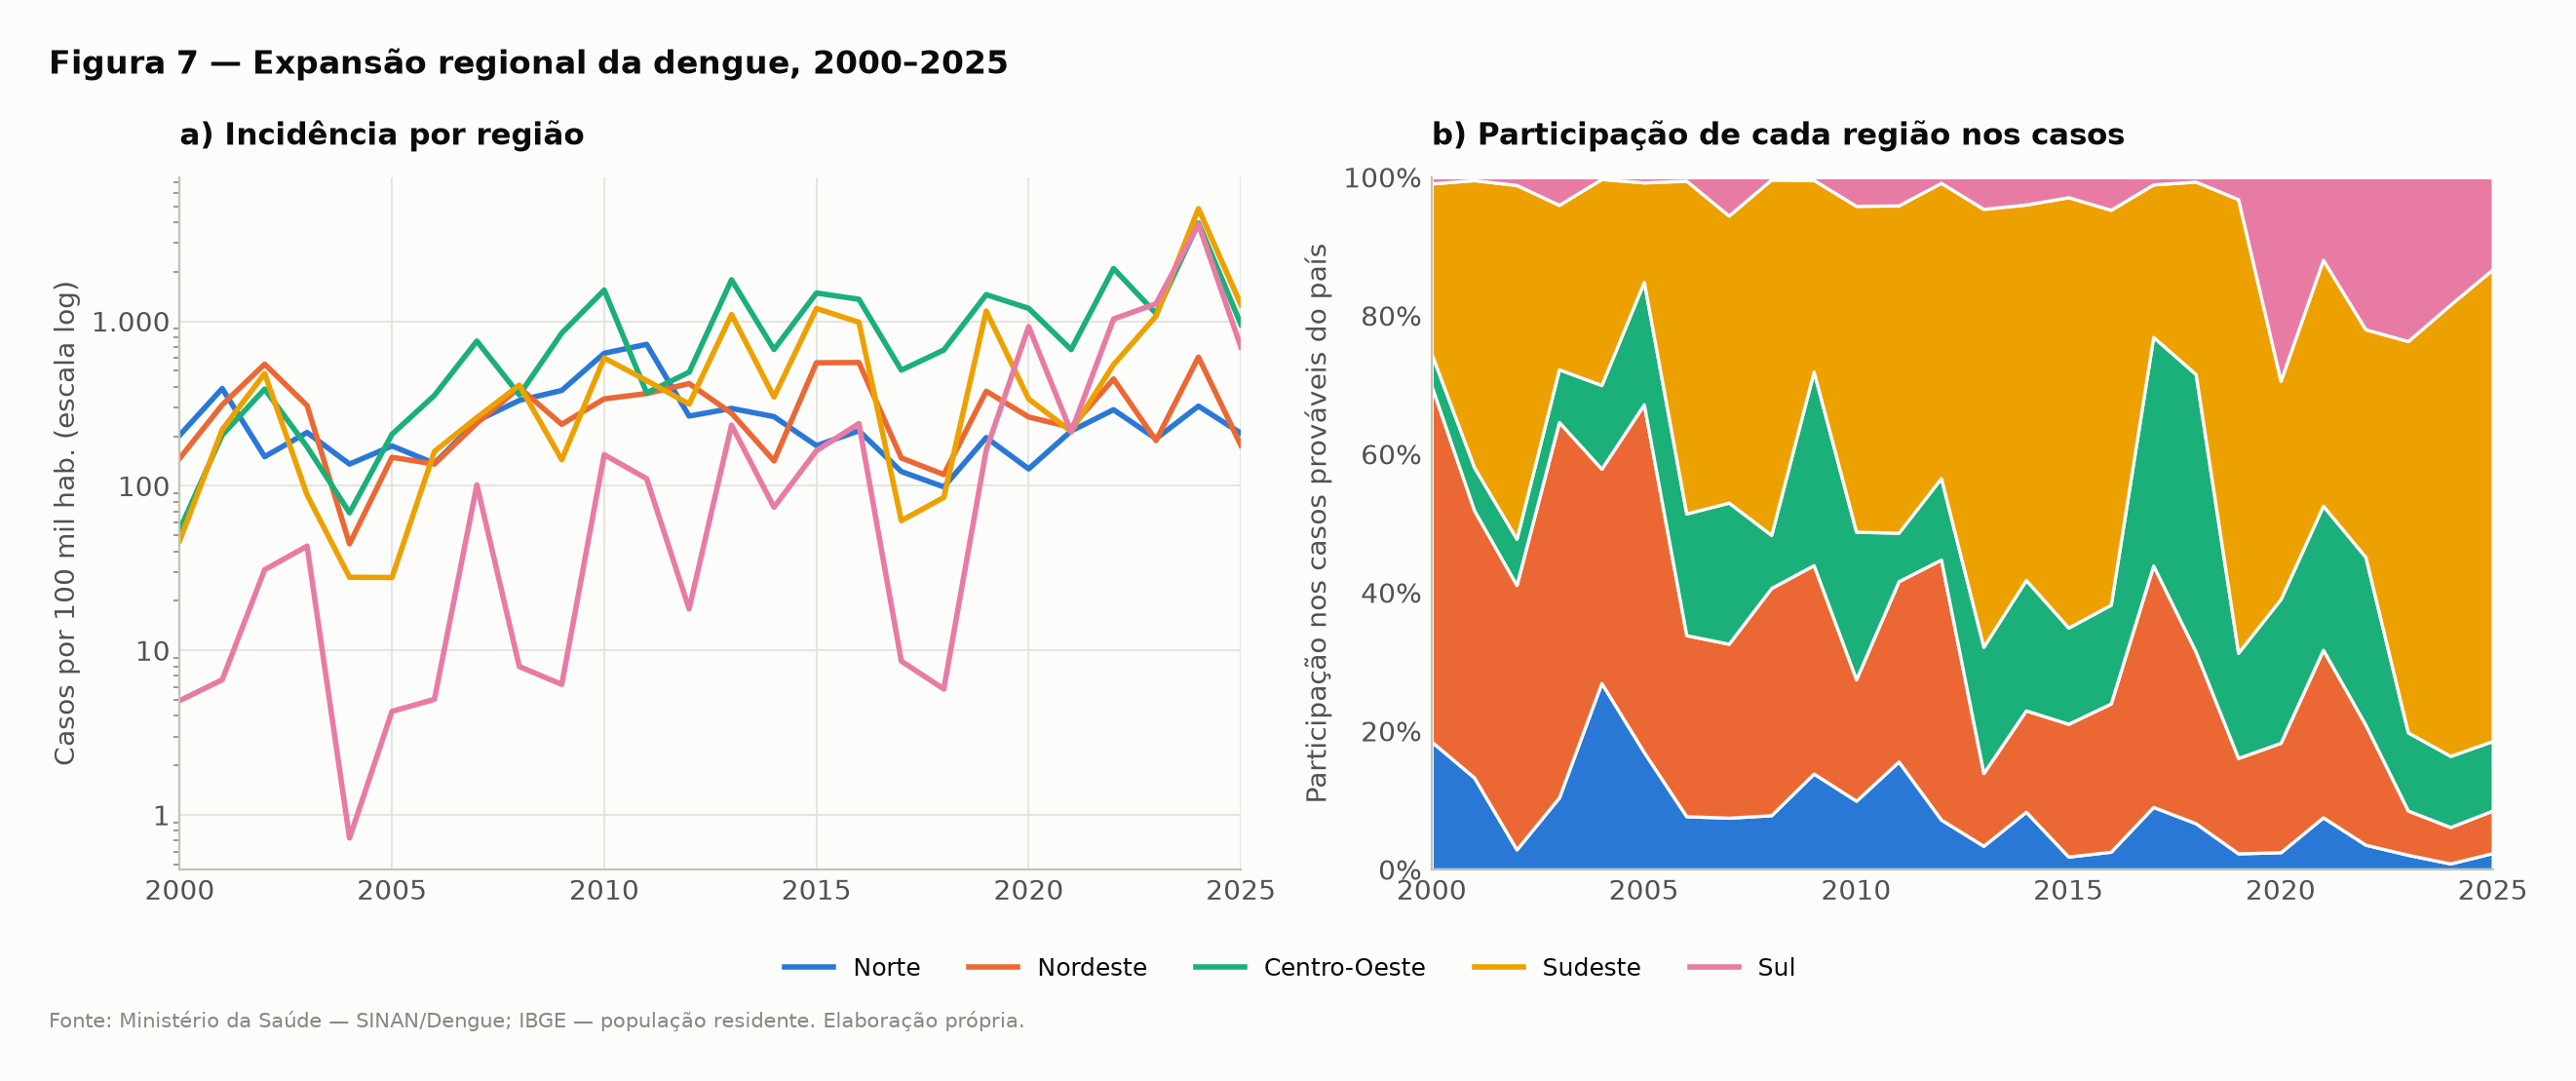 Figura 7 — Expansão regional da dengue, 2000–2025
a) Incidência por região
Casos por 100 mil hab. (escala log)
1.000
100
10
1
2000 2005 2010 2015 2020 2025
b) Participação de cada região nos casos
Participação nos casos prováveis do país
100%
80%
60%
40%
20%
0%
2000 2005 2010 2015 2020 2025
Norte Nordeste Centro-Oeste Sudeste Sul
Fonte: Ministério da Saúde — SINAN/Dengue; IBGE — população residente. Elaboração própria.